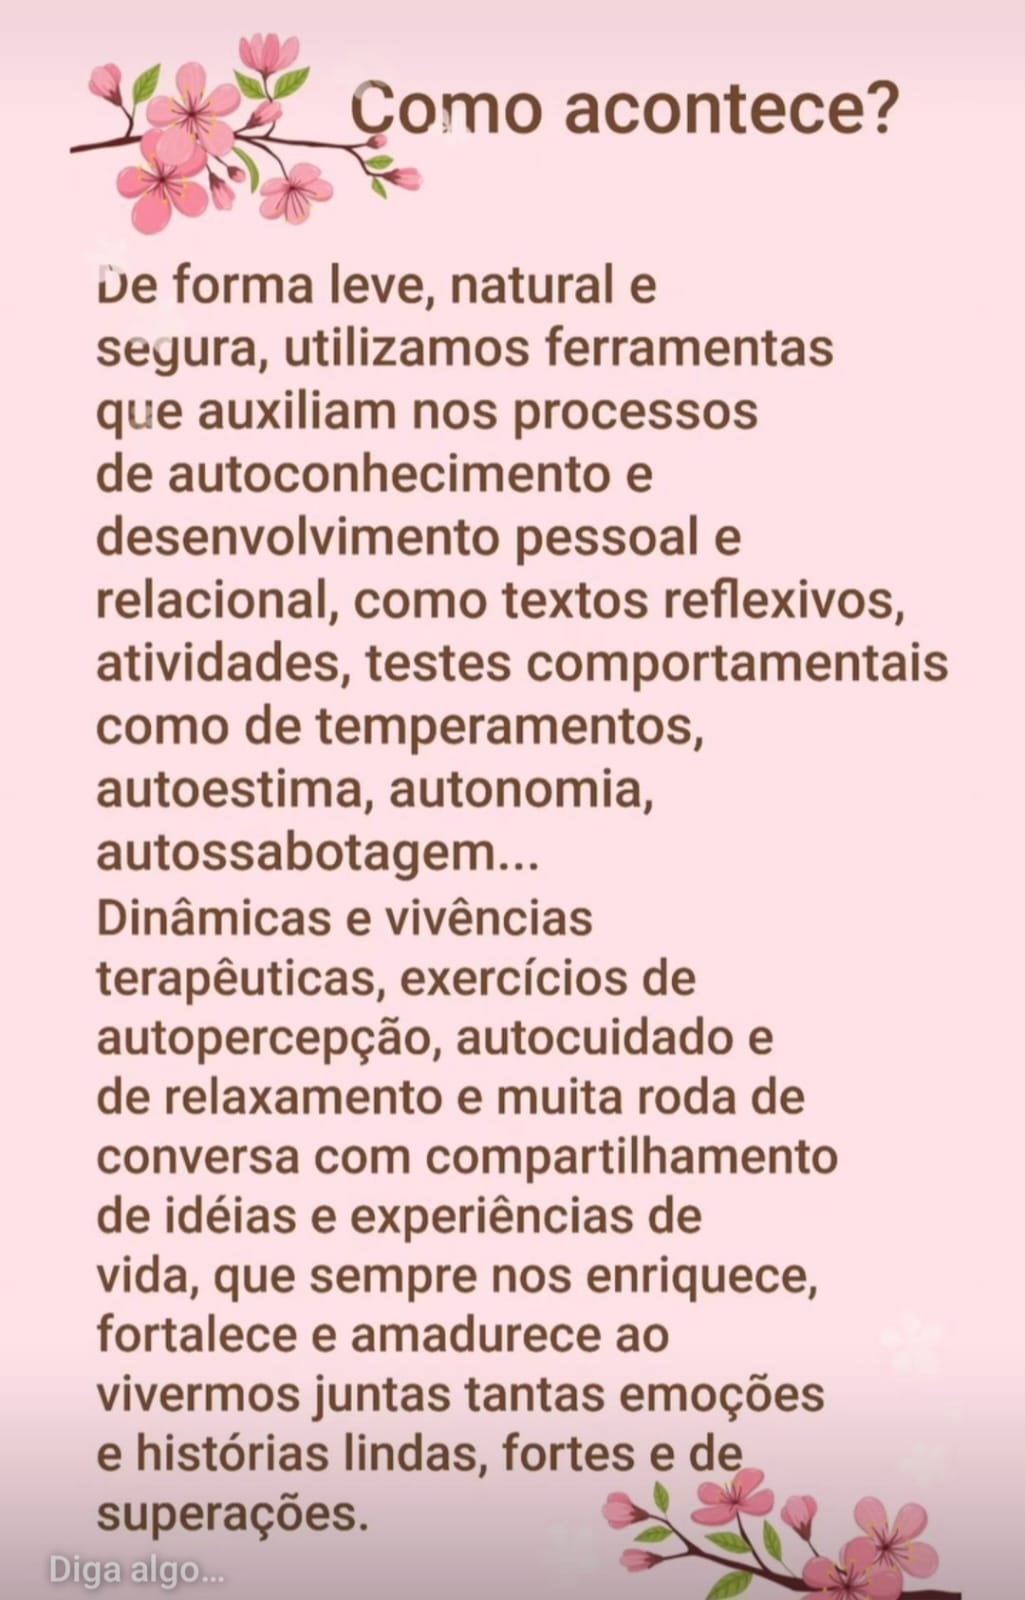 Como acontece?
De forma leve, natural e
segura, utilizamos ferramentas
que auxiliam nos processos
de autoconhecimento e
desenvolvimento pessoal e
relacional, como textos reflexivos,
atividades, testes comportamentais
como de temperamentos,
autoestima, autonomia,
autossabotagem...
Dinâmicas e vivências
terapêuticas, exercícios de
autopercepção, autocuidado e
de relaxamento e muita roda de
conversa com compartilhamento
de idéias e experiências de
vida, que sempre nos enriquece,
fortalece e amadurece ao
vivermos juntas tantas emoções
e histórias lindas, fortes e de
superações.
Diga algo...